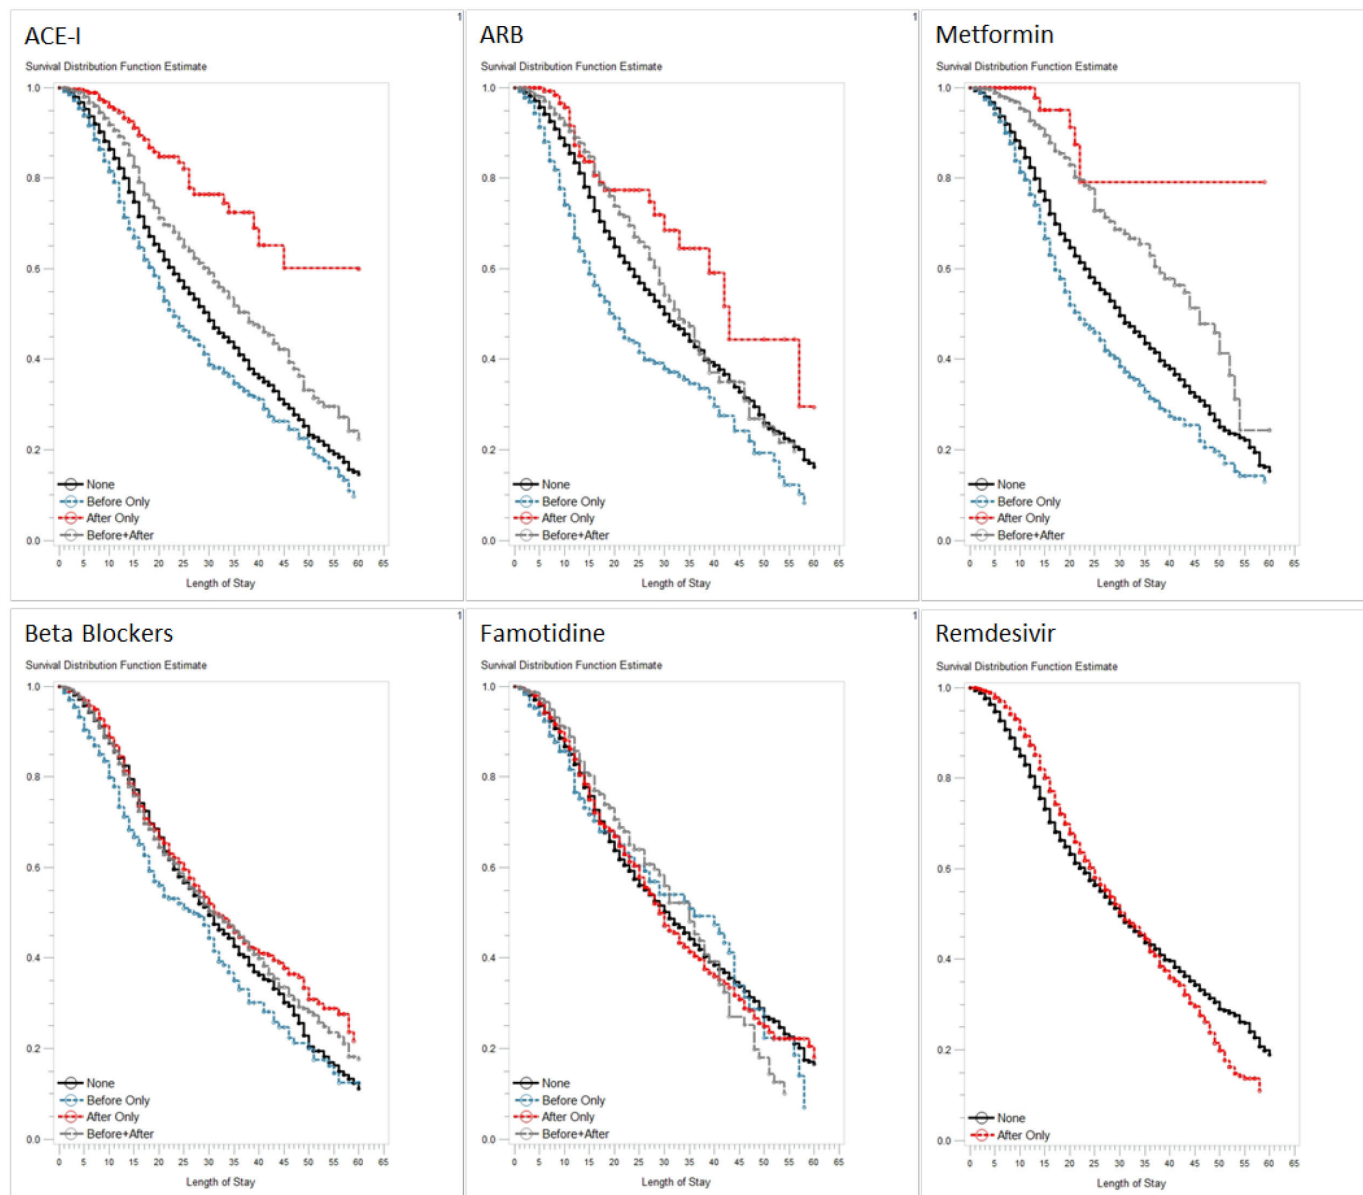 1
1
ACE-I
ARB
Metformin
Survival Distribution Function Estimate
Survival Distribution Function Estimate
Survival Distribution Function Estimate
1.0
0.8
0.6
0.4
0.2
0.0
None
Before Only
After Only
Before+After
0 5 10 15 20 25 30 35 40 45 50 55 60 65
Length of Stay
1.0
0.8
0.6
0.4
0.2
0.0
None
Before Only
After Only
Before+After
0 5 10 15 20 25 30 35 40 45 50 55 60 65
Length of Stay
1.0
0.8
0.6
0.4
0.2
0.0
None
Before Only
After Only
Before+After
0 5 10 15 20 25 30 35 40 45 50 55 60 65
Length of Stay
1
1
Beta Blockers
Famotidine
Remdesivir
Survival Distribution Function Estimate
Survival Distribution Function Estimate
Survival Distribution Function Estimate
1.0
0.8
0.6
0.4
0.2
0.0
None
Before Only
After Only
Before+After
0 5 10 15 20 25 30 35 40 45 50 55 60 65
Length of Stay
1.0
0.8
0.6
0.4
0.2
0.0
None
Before Only
After Only
Before+After
0 5 10 15 20 25 30 35 40 45 50 55 60 65
Length of Stay
1.0
0.8
0.6
0.4
0.2
0.0
None
After Only
0 5 10 15 20 25 30 35 40 45 50 55 60 65
Length of Stay